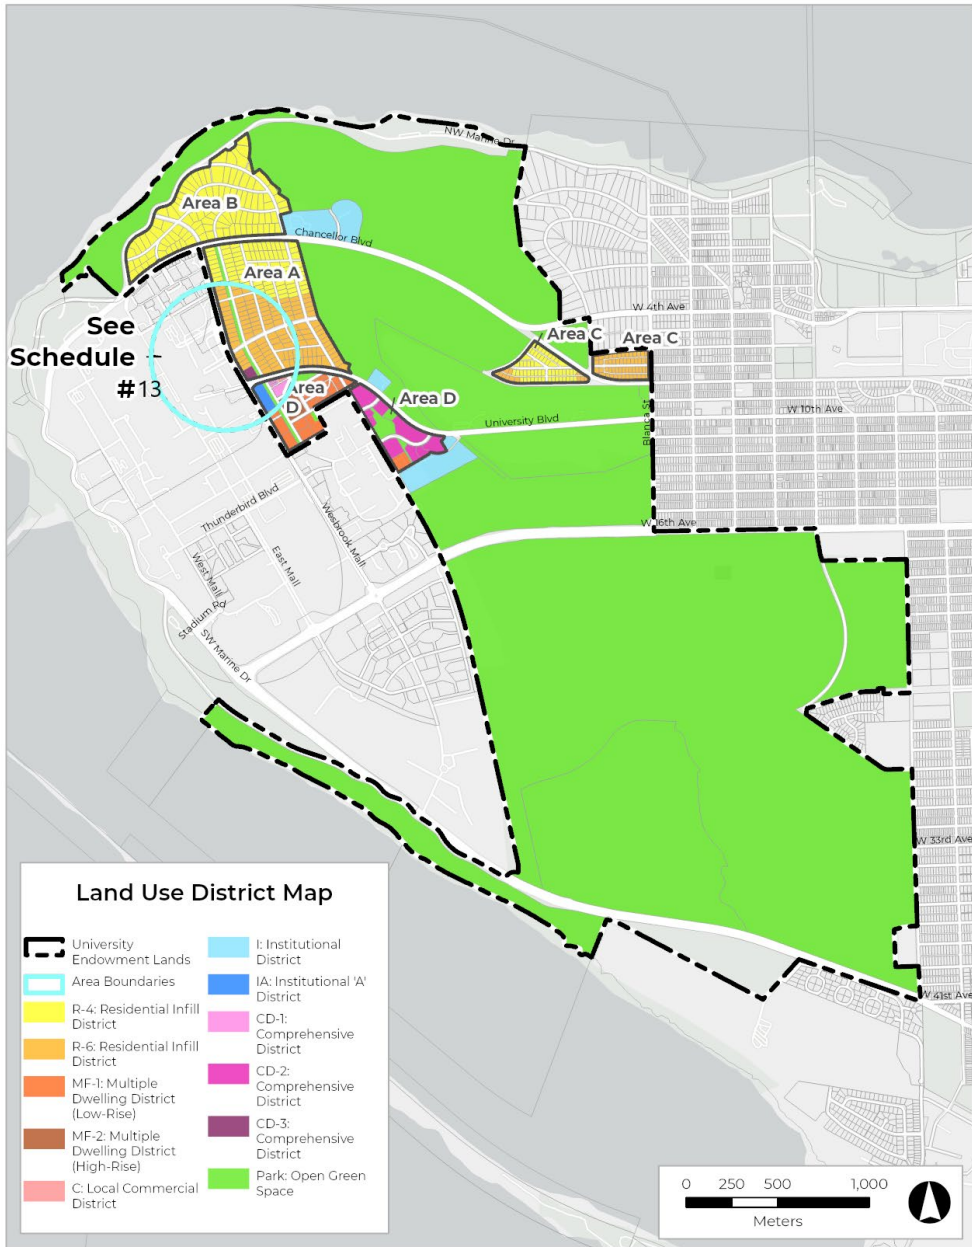 NW Marine Dr
Area B
Chancellor Blvd
Area A
W 4th Ave
See
Schedule
#13
Area C
Area C
Area
D
Area D
University Blvd
Blanca St
W 10th Ave
Thunderbird Blvd
Wesbrook Mall
W 16th Ave
West Mall
East Mall
Stadium Rd
SW Marine Dr
W 33rd Ave
W 41st Ave
Land Use District Map
University
Endowment Lands
Area Boundaries
R-4: Residential Infill
District
R-6: Residential Infill
District
MF-1: Multiple
Dwelling District
(Low-Rise)
MF-2: Multiple
Dwelling DIstrict
(High-Rise)
C: Local Commercial
District
I: Institutional
District
IA: Institutional 'A'
District
CD-1:
Comprehensive
District
CD-2:
Comprehensive
District
CD-3:
Comprehensive
District
Park: Open Green
Space
0 250 500 1,000
Meters